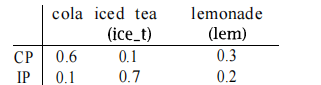 cola iced tea lemonade
(ice_t) (lem)
CP 0.6 0.1 0.3
IP 0.1 0.7 0.2